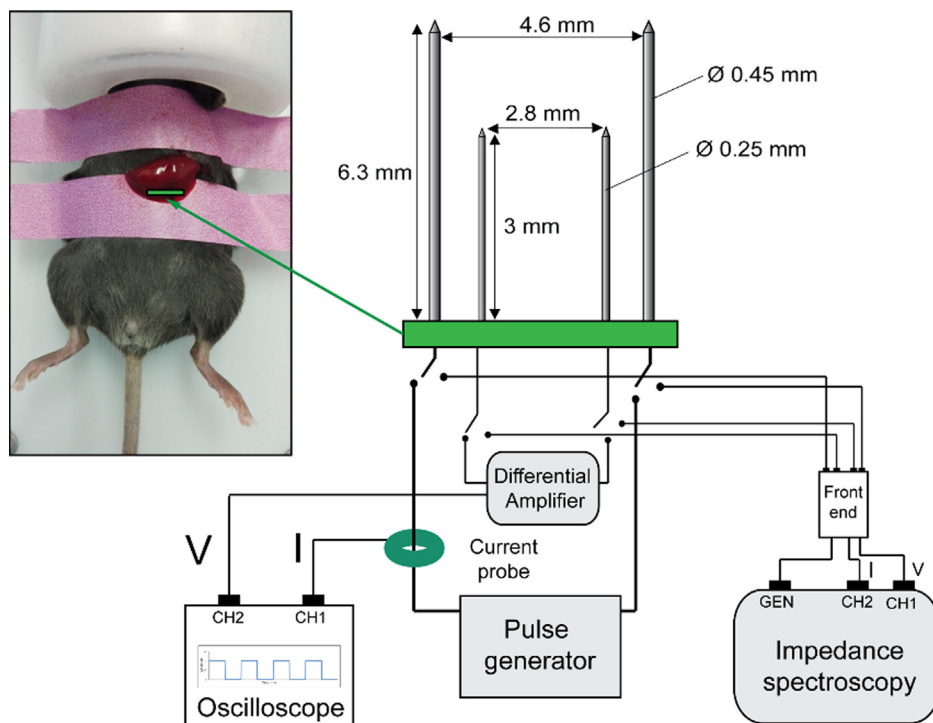 4.6 mm
Ø 0.45 mm
2.8 mm
Ø 0.25 mm
6.3 mm
3 mm
Differential
Amplifier
Front
end
V
I
Current
probe
I
V
CH2
CH1
GEN
CH2
CH1
Pulse
generator
Impedance
spectroscopy
Oscilloscope